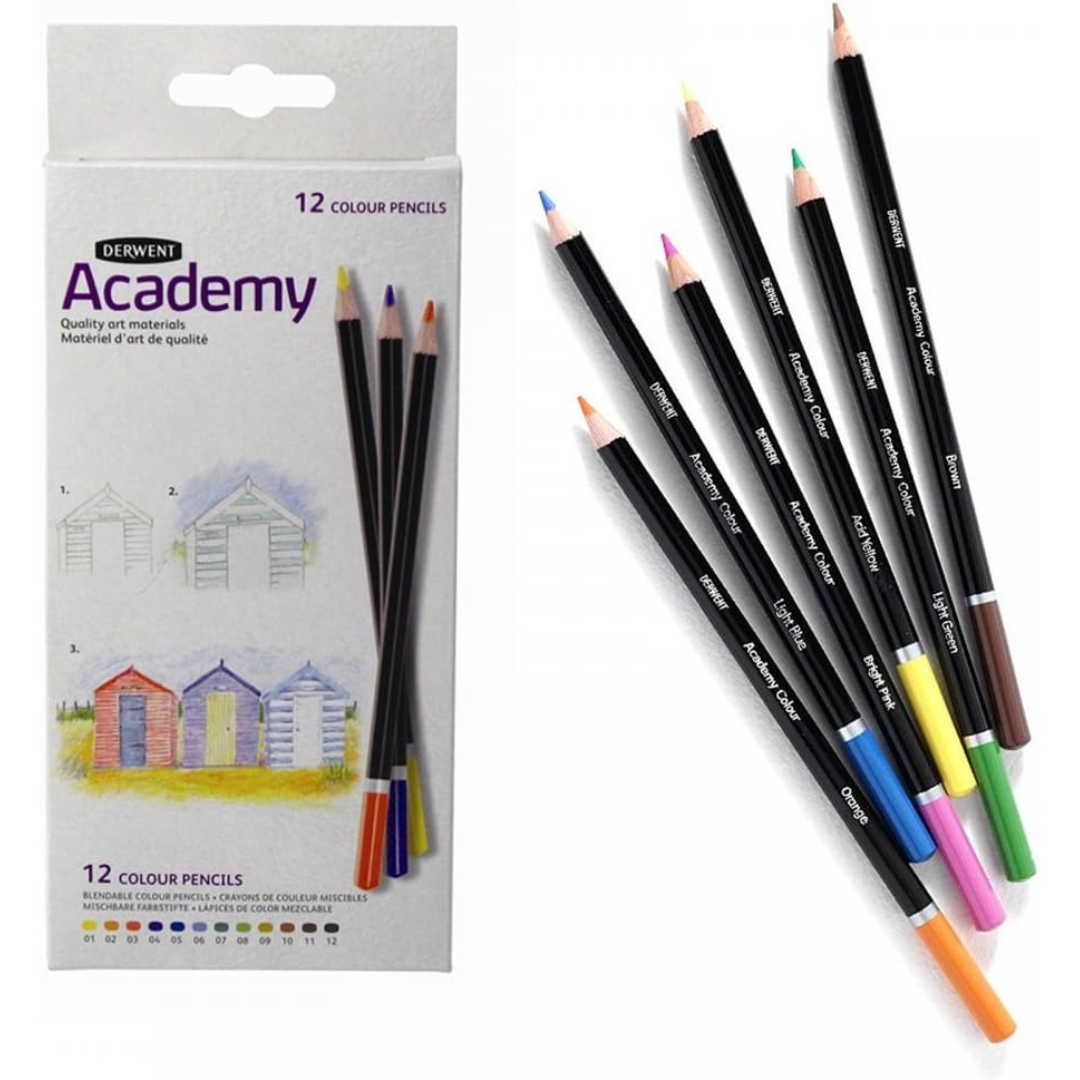 12 COLOUR PENCILS
DERWENT
Academy
Quality art materials
Matériel d'art de qualité
1.
2.
3.
12 COLOUR PENCILS
BLENDABLE COLOUR PENCILS • CRAYONS DE COULEUR MISCIBLES
MISCHBARE FARBSTIFTE • LÁPICES DE COLOR MEZCLABLE
01 02 03 04 05 06 07 08 09 10 11 12
DERWENT Academy Colour Orange
DERWENT Academy Colour Light Blue
DERWENT Academy Colour Bright Pink
DERWENT Academy Colour Acid Yellow
DERWENT Academy Colour Light Green
DERWENT Academy Colour Brown